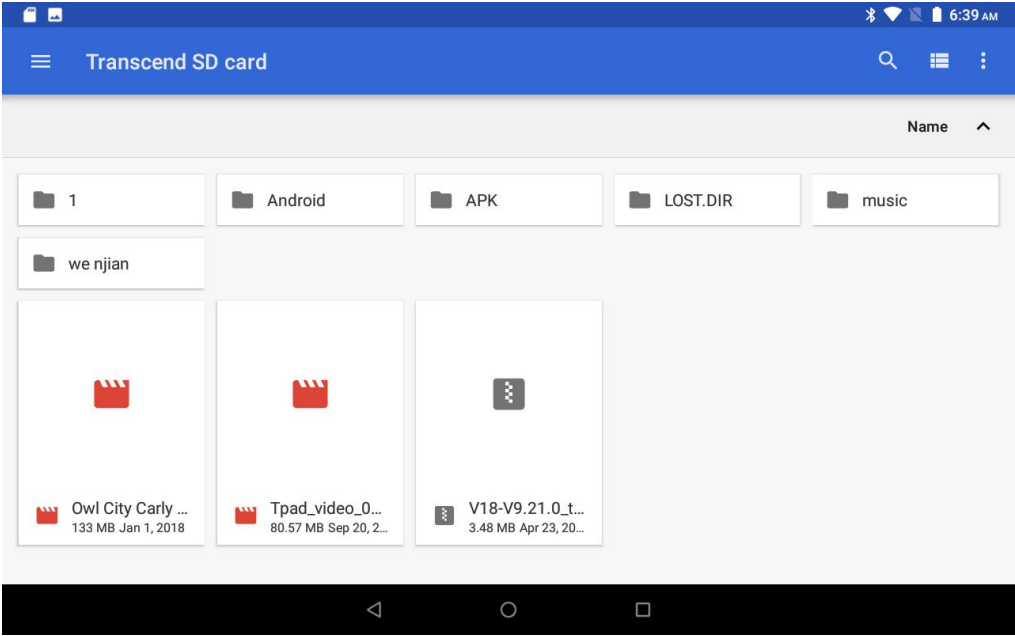 6:39 AM
Transcend SD card
Name
1
Android
APK
LOST.DIR
music
we njian
Owl City Carly ...
133 MB Jan 1, 2018
Tpad_video_0...
80.57 MB Sep 20, 2...
V18-V9.21.0_t...
3.48 MB Apr 23, 20...